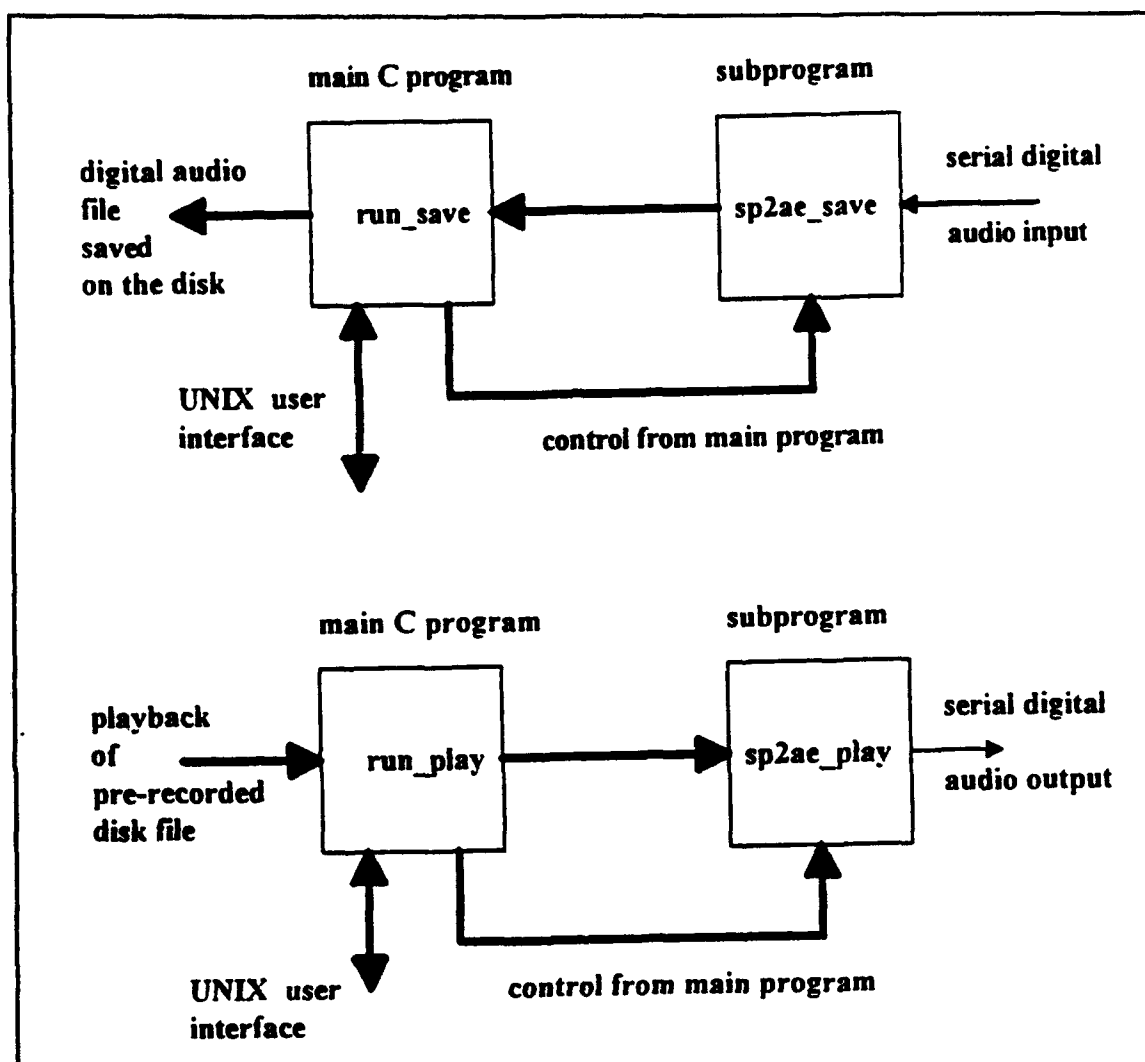 main C program
subprogram
digital audio
file
saved
on the disk
run_save
sp2ae_save
serial digital
audio input
UNIX user
interface
control from main program
main C program
subprogram
playback
of
pre-recorded
disk file
run_play
sp2ae_play
serial digital
audio output
UNIX user
interface
control from main program